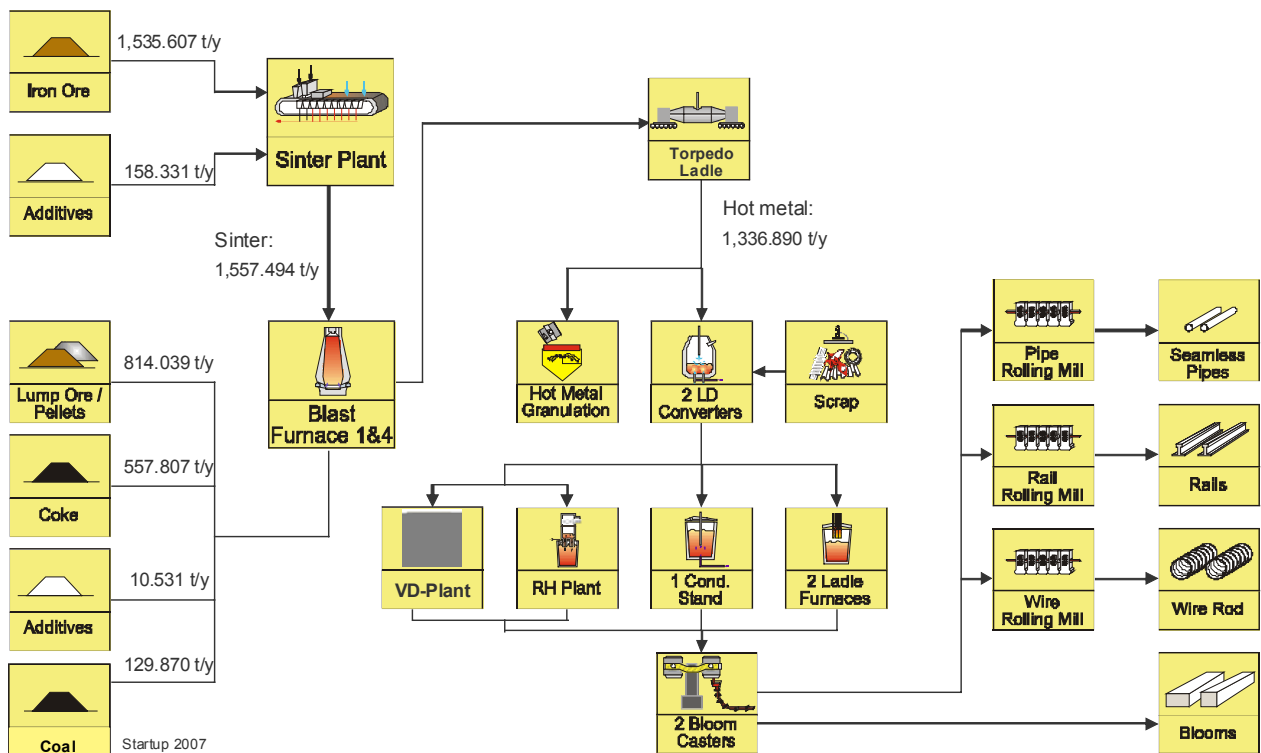 1,535.607 t/y
Iron Ore
158.331 t/y
Additives
Sinter Plant
Sinter:
1,557.494 t/y
814.039 t/y
Lump Ore /
Pellets
557.807 t/y
Coke
10.531 t/y
Additives
129.870 t/y
Coal
Startup 2007
Blast
Furnace 1&4
Torpedo
Ladle
Hot metal:
1,336.890 t/y
Hot Metal
Granulation
2 LD
Converters
Scrap
VD-Plant
RH Plant
1 Cond.
Stand
2 Ladle
Furnaces
2 Bloom
Casters
Pipe
Rolling Mill
Seamless
Pipes
Rail
Rolling Mill
Rails
Wire
Rolling Mill
Wire Rod
Blooms